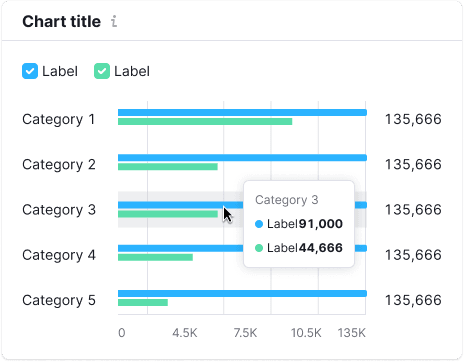 Chart title i
Label Label
Category 1 135,666
Category 2 135,666
Category 3 135,666
Category 3
Label91,000
Label44,666
Category 4 135,666
Category 5 135,666
0 4.5K 7.5K 10.5K 135K